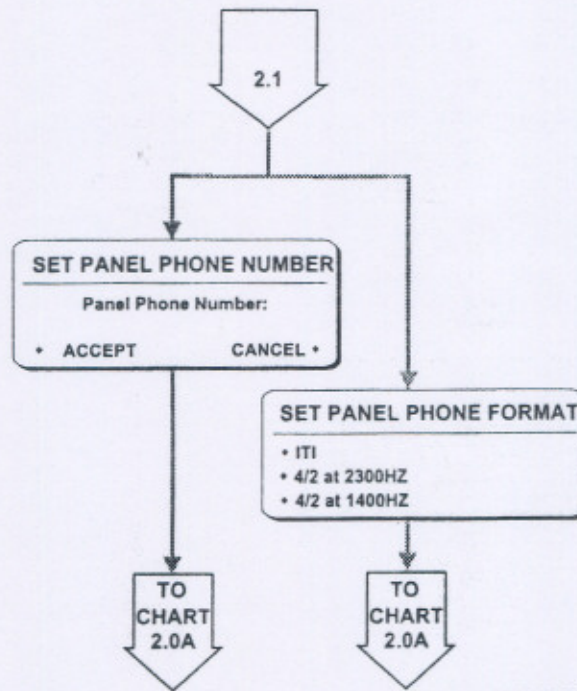 2.1
SET PANEL PHONE NUMBER
Panel Phone Number:
• ACCEPT CANCEL •
SET PANEL PHONE FORMAT
• ITI
• 4/2 at 2300HZ
• 4/2 at 1400HZ
TO
CHART
2.0A
TO
CHART
2.0A